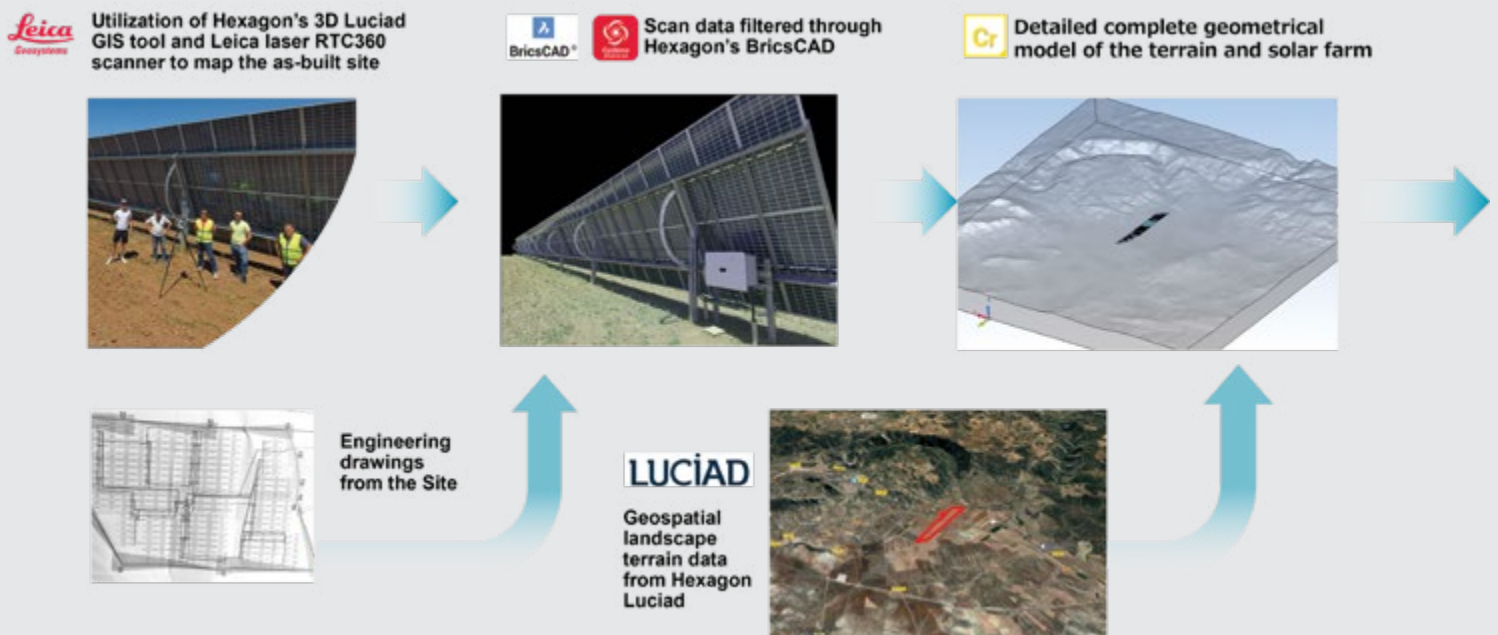 Leica
Geosystems
Utilization of Hexagon's 3D Luciad
GIS tool and Leica laser RTC360
scanner to map the as-built site
BricsCAD®
Scan data filtered through
Hexagon's BricsCAD
Cr
Detailed complete geometrical
model of the terrain and solar farm
Engineering
drawings
from the Site
LUCiAD
Geospatial
landscape
terrain data
from Hexagon
Luciad